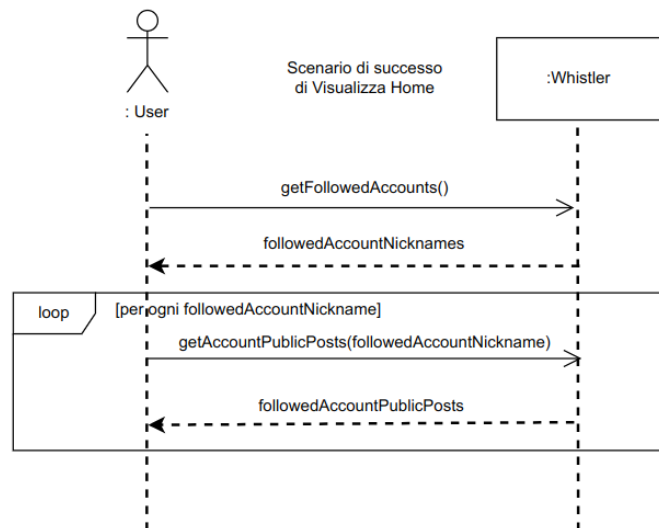 Scenario di successo
di Visualizza Home
:Whistler
: User
getFollowedAccounts()
followedAccountNicknames
loop
[per ogni followedAccountNickname]
getAccountPublicPosts(followedAccountNickname)
followedAccountPublicPosts